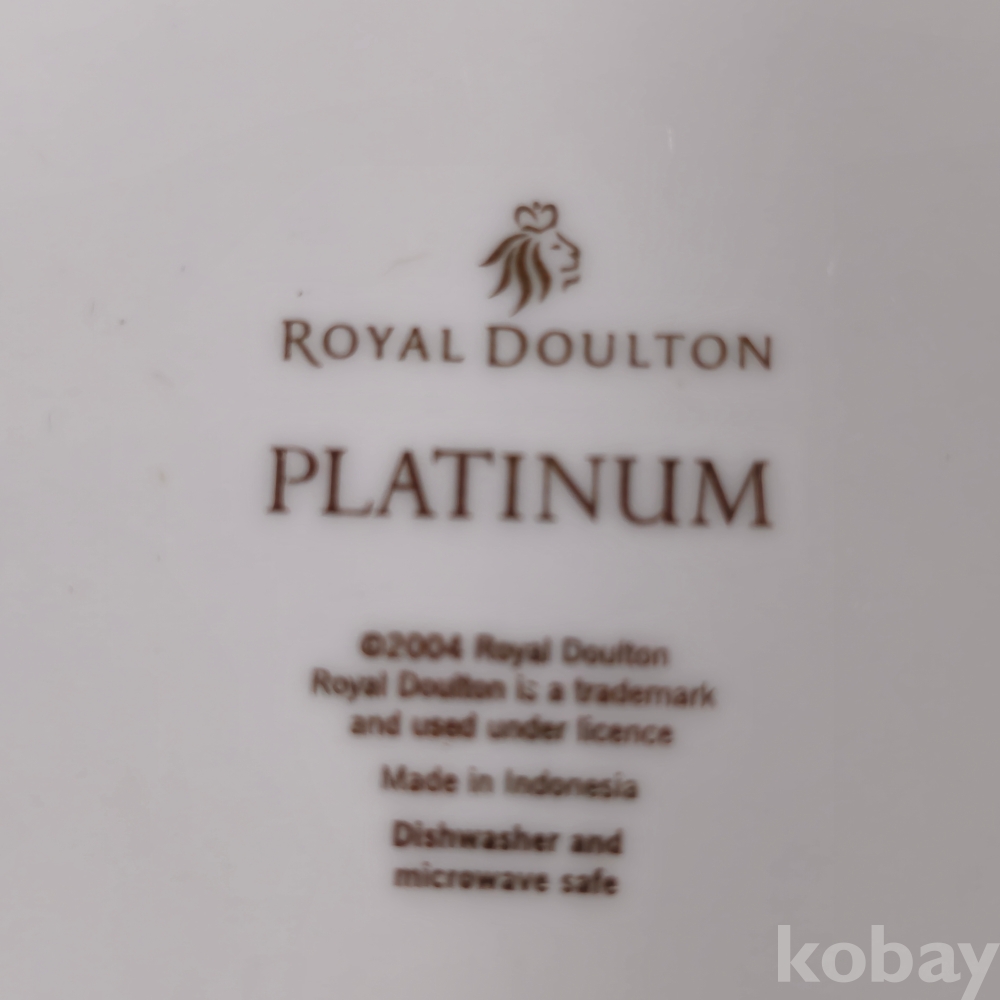 ROYAL DOULTON
PLATINUM
©2004 Royal Doulton
Royal Doulton is a trademark
and used under licence
Made in Indonesia
Dishwasher and
microwave safe
kobay